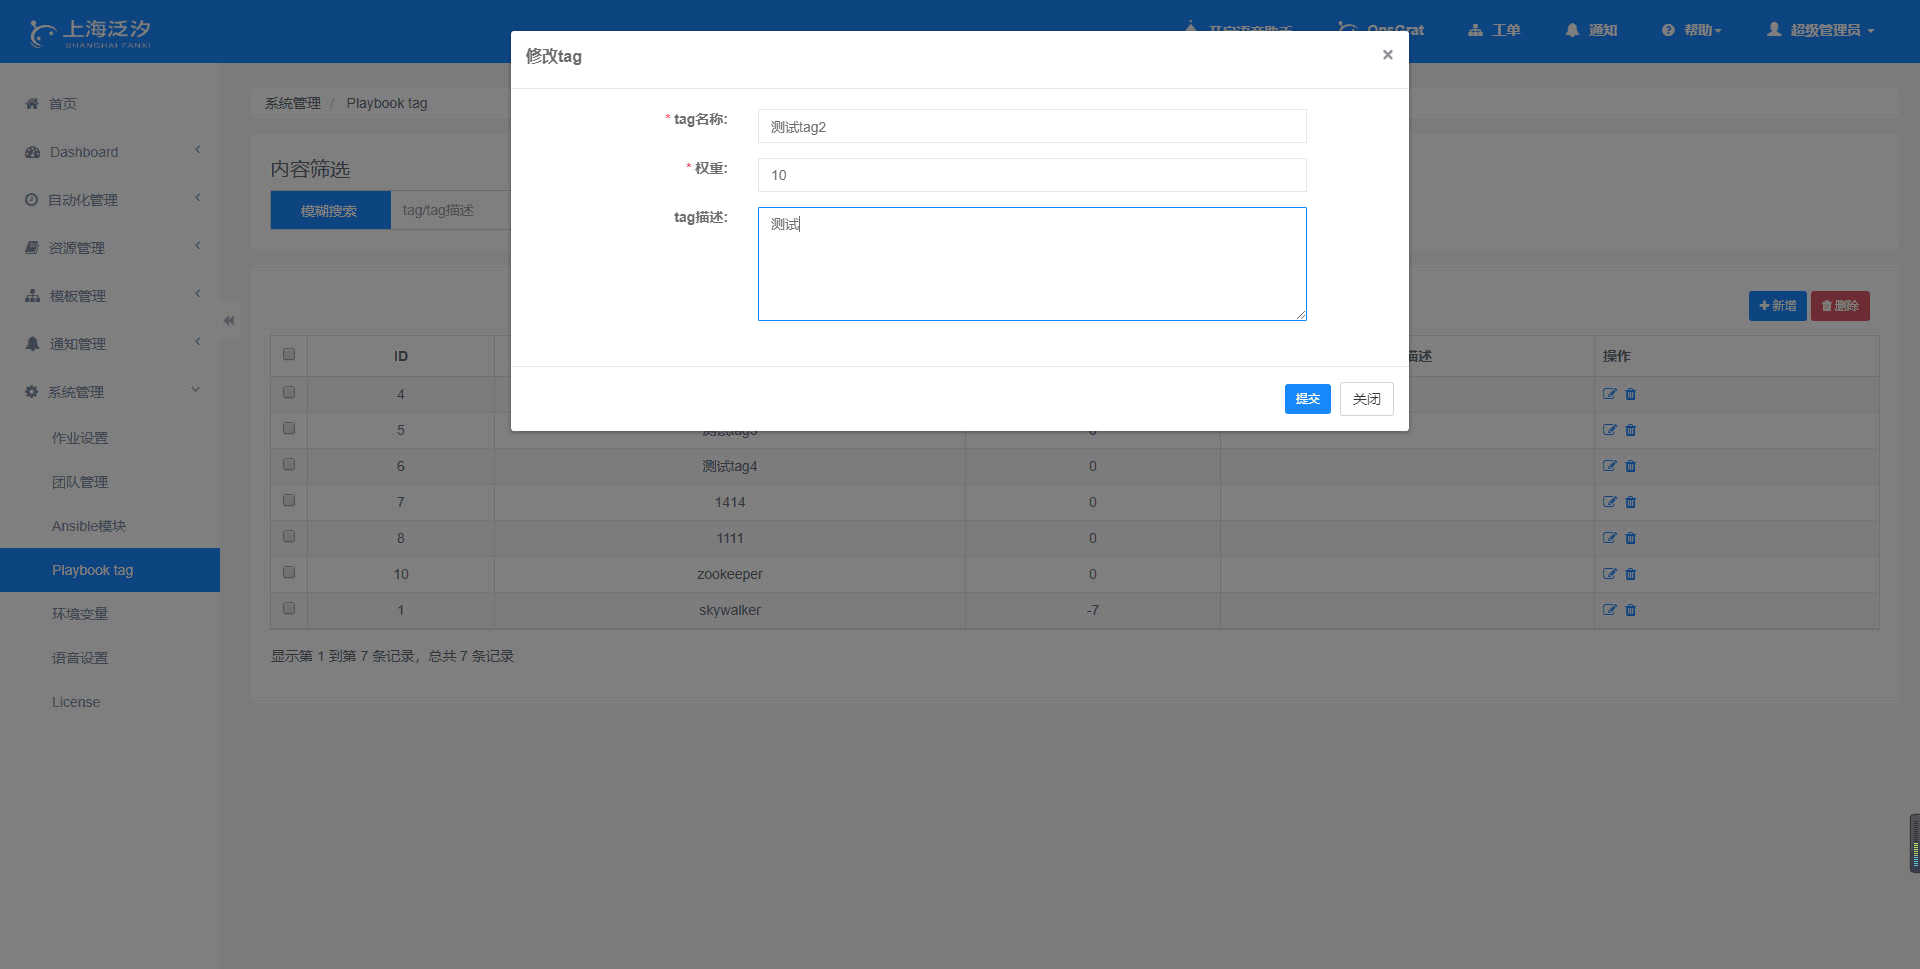 上海泛汐
SHANGHAI FANXI
OpsGrat
工单
通知
帮助
超级管理员
修改tag
×
首页
Dashboard
自动化管理
资源管理
模板管理
通知管理
系统管理
作业设置
团队管理
Ansible模块
Playbook tag
环境变量
语音设置
License
系统管理 / Playbook tag
内容筛选
模糊搜索 tag/tag描述
* tag名称: 测试tag2
* 权重: 10
tag描述: 测试
提交 关闭
新增 删除
ID 描述 操作
4
5 测试tag3 0
6 测试tag4 0
7 1414 0
8 1111 0
10 zookeeper 0
1 skywalker -7
显示第 1 到第 7 条记录，总共 7 条记录